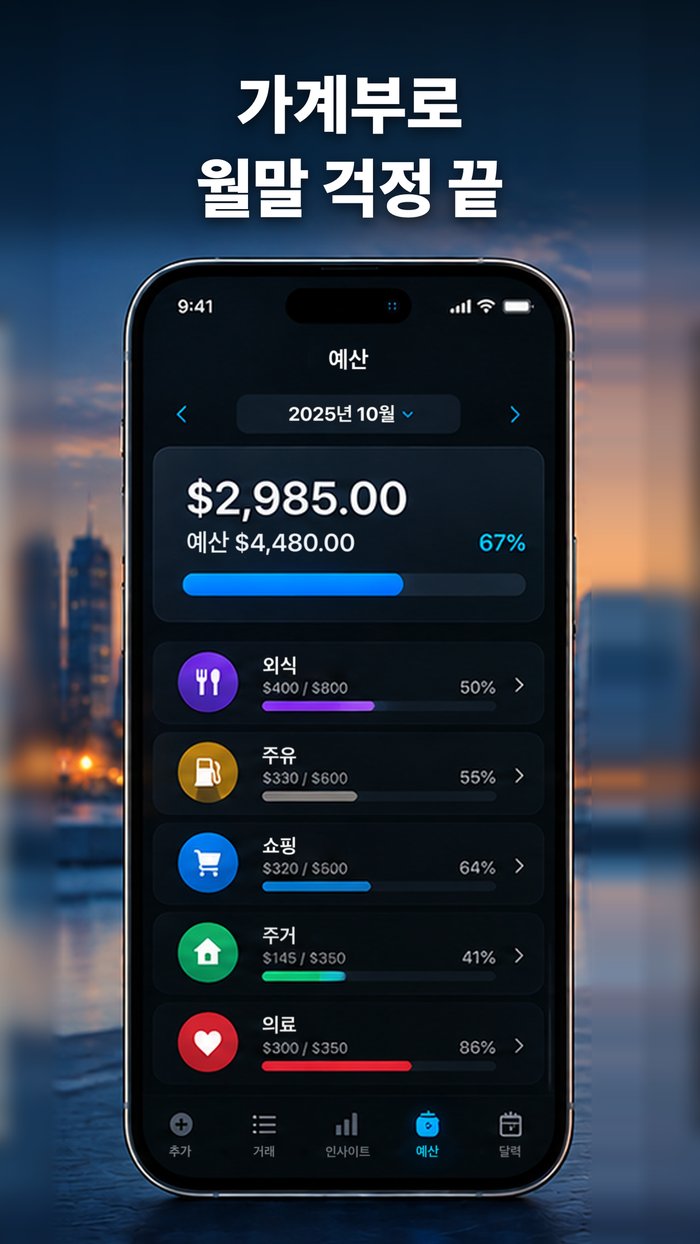 가계부로
월말 걱정 끝
9:41
예산
2025년 10월
$2,985.00
예산 $4,480.00
67%
외식
$400 / $800
50%
주유
$330 / $600
55%
쇼핑
$320 / $600
64%
주거
$145 / $350
41%
의료
$300 / $350
86%
추가
거래
인사이트
예산
달력